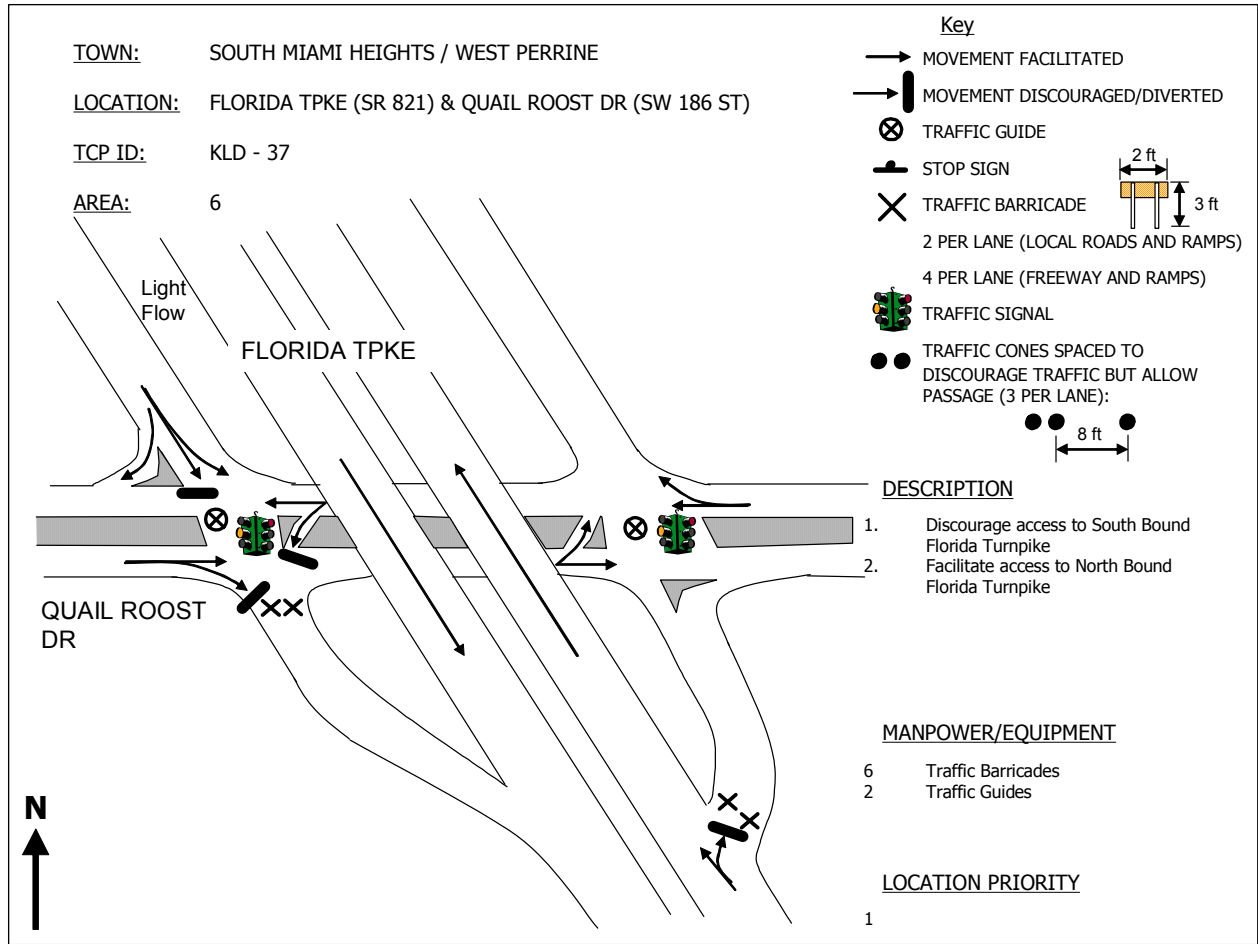 TOWN: SOUTH MIAMI HEIGHTS / WEST PERRINE
LOCATION: FLORIDA TPKE (SR 821) & QUAIL ROOST DR (SW 186 ST)
TCP ID: KLD - 37
AREA: 6
Light
Flow
FLORIDA TPKE
QUAIL ROOST
DR
N
Key
MOVEMENT FACILITATED
MOVEMENT DISCOURAGED/DIVERTED
TRAFFIC GUIDE
STOP SIGN
2 ft
TRAFFIC BARRICADE
3 ft
2 PER LANE (LOCAL ROADS AND RAMPS)
4 PER LANE (FREEWAY AND RAMPS)
TRAFFIC SIGNAL
TRAFFIC CONES SPACED TO
DISCOURAGE TRAFFIC BUT ALLOW
PASSAGE (3 PER LANE):
8 ft
DESCRIPTION
1. Discourage access to South Bound
Florida Turnpike
2. Facilitate access to North Bound
Florida Turnpike
MANPOWER/EQUIPMENT
6 Traffic Barricades
2 Traffic Guides
LOCATION PRIORITY
1